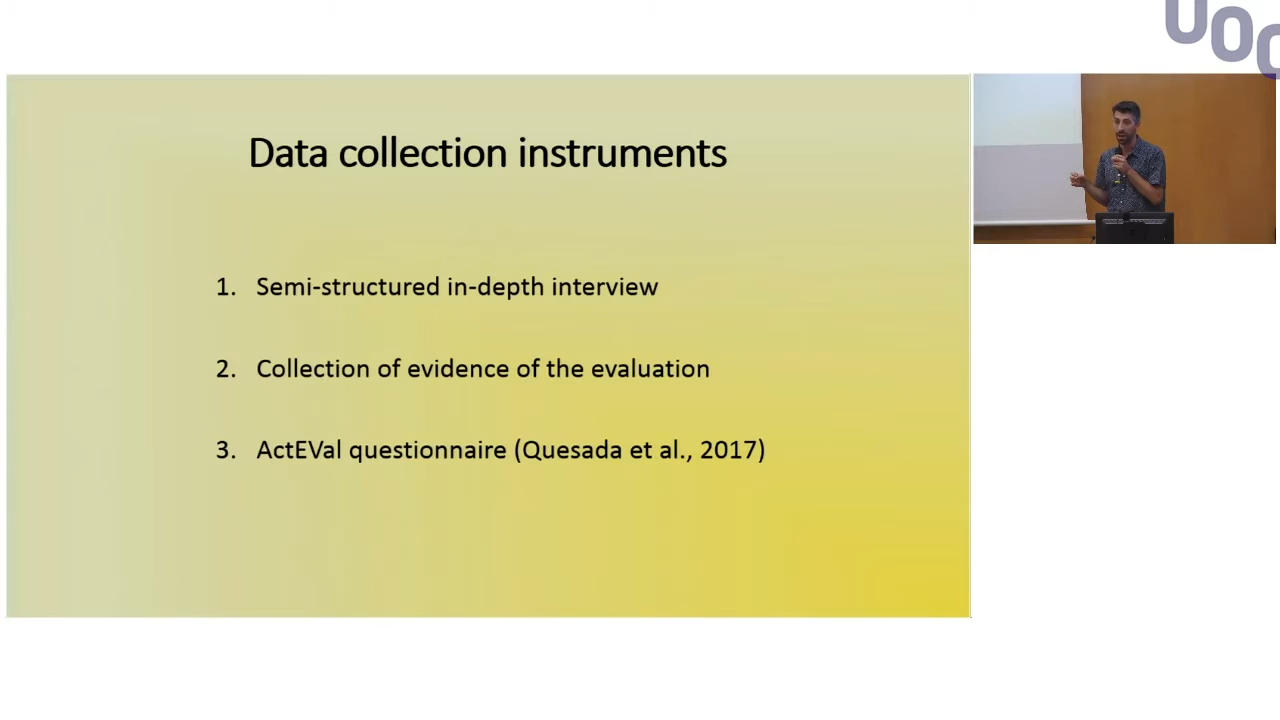 UOC
Data collection instruments
1. Semi-structured in-depth interview
2. Collection of evidence of the evaluation
3. ActEVal questionnaire (Quesada et al., 2017)